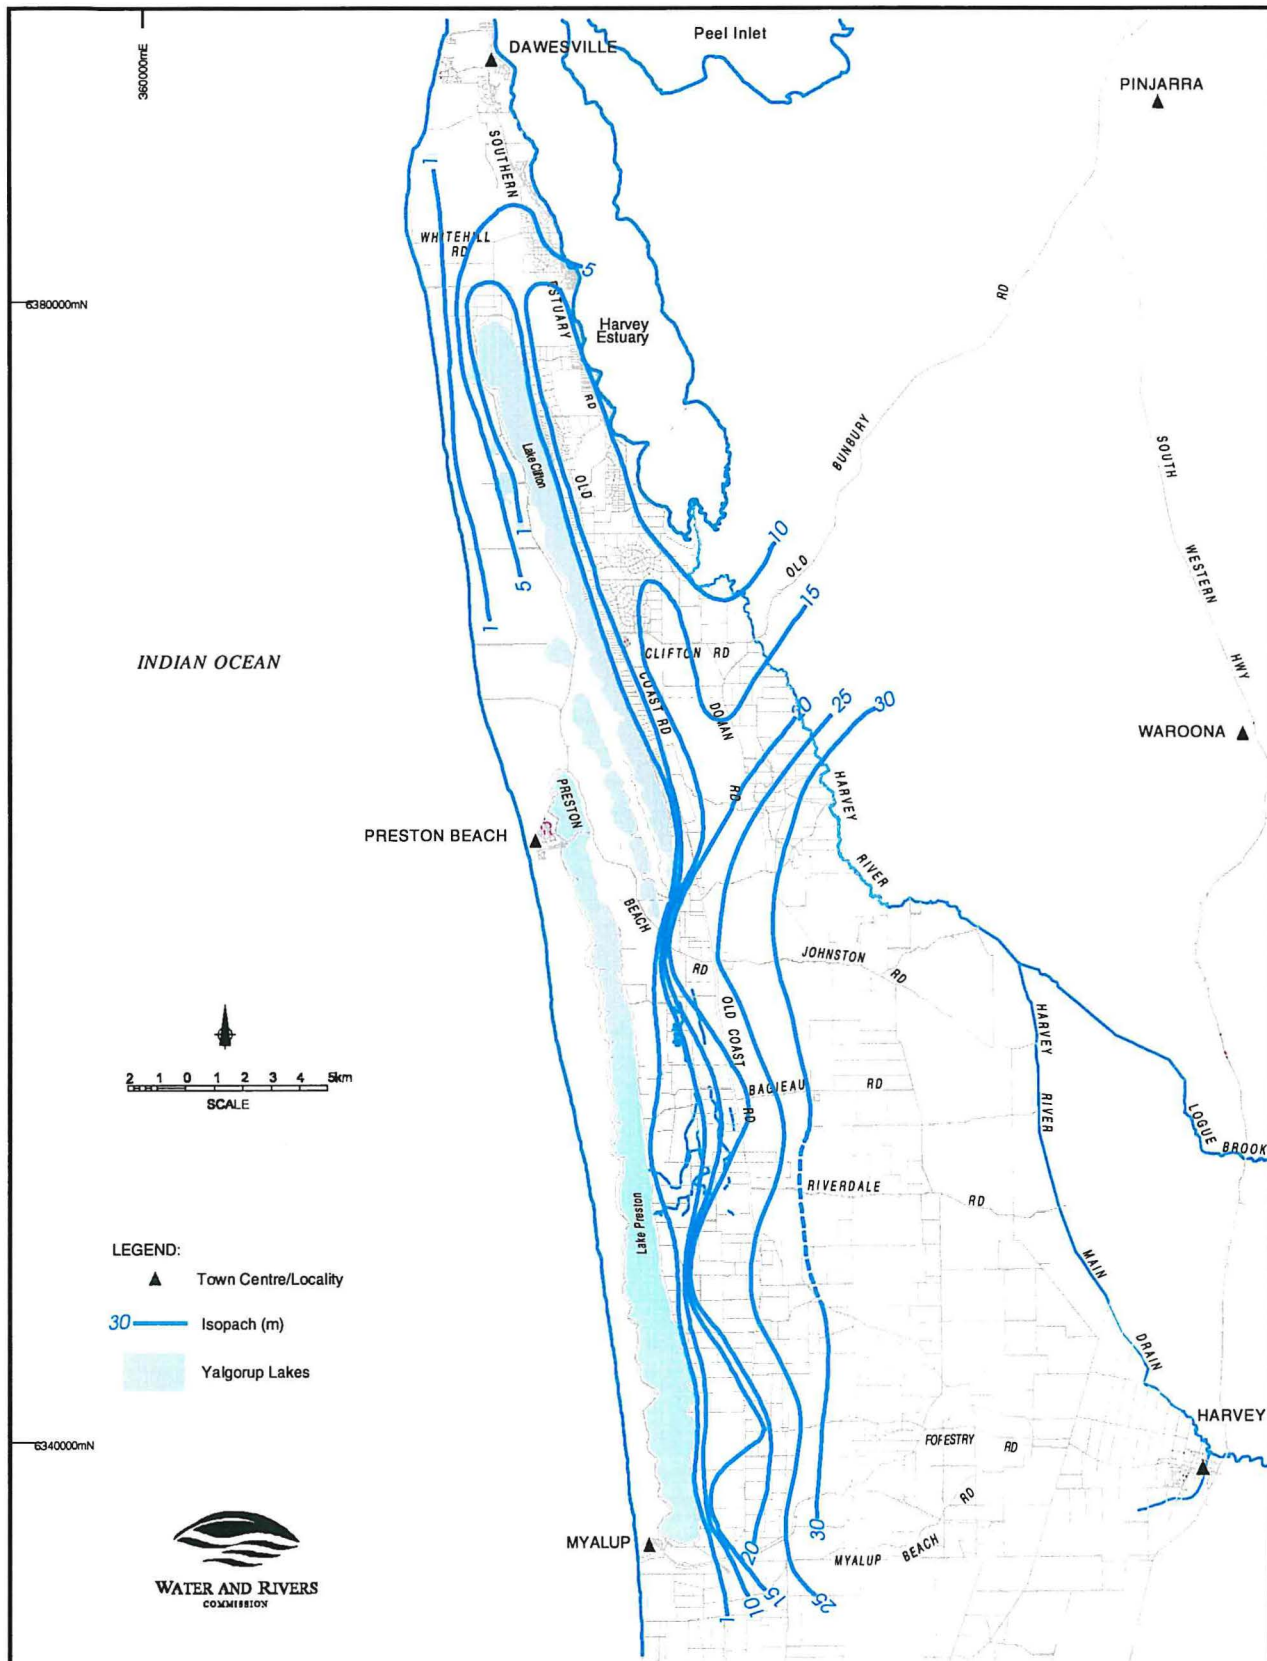 360000mE
Peel Inlet
DAWESVILLE
PINJARRA
SOUTHERN
1
WHITEHILL
RD
5
6380000mN
RD
ESTUARY
Harvey
Estuary
RD
BUNBURY
SOUTH
Lake Clifton
OLD
1
10
OLD
WESTERN
5
15
1
INDIAN OCEAN
CLIFTON RD
HWY
COAST RD
DOMAN
20
25
30
WAROONA
RD
HARVEY
PRESTON
PRESTON BEACH
RIVER
BEACH
RD
JOHNSTON
RD
OLD COAST
HARVEY
2 1 0 1 2 3 4 5km
SCALE
BAGIEAU
RD
RD
RIVER
LOGUE
BROOK
RIVERDALE
RD
Lake Preston
LEGEND:
Town Centre/Locality
MAIN
30
Isopach (m)
DRAIN
Yalgorup Lakes
HARVEY
6340000mN
FORESTRY RD
RD
30
MYALUP
20
MYALUP BEACH
WATER AND RIVERS
COMMISSION
15
10
1
25